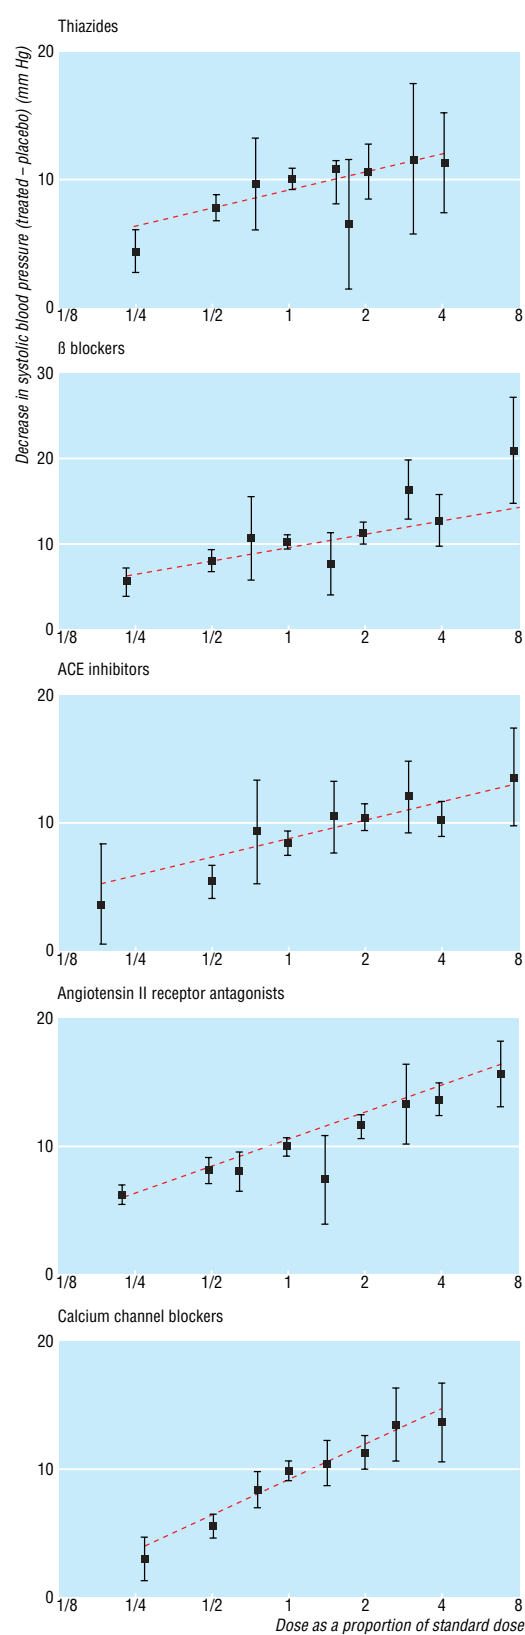 Thiazides
Decrease in systolic blood pressure (treated – placebo) (mm Hg)
20
10
0
1/8 1/4 1/2 1 2 4 8
ß blockers
30
20
10
0
1/8 1/4 1/2 1 2 4 8
ACE inhibitors
20
10
0
1/8 1/4 1/2 1 2 4 8
Angiotensin II receptor antagonists
20
10
0
1/8 1/4 1/2 1 2 4 8
Calcium channel blockers
20
10
0
1/8 1/4 1/2 1 2 4 8
Dose as a proportion of standard dose